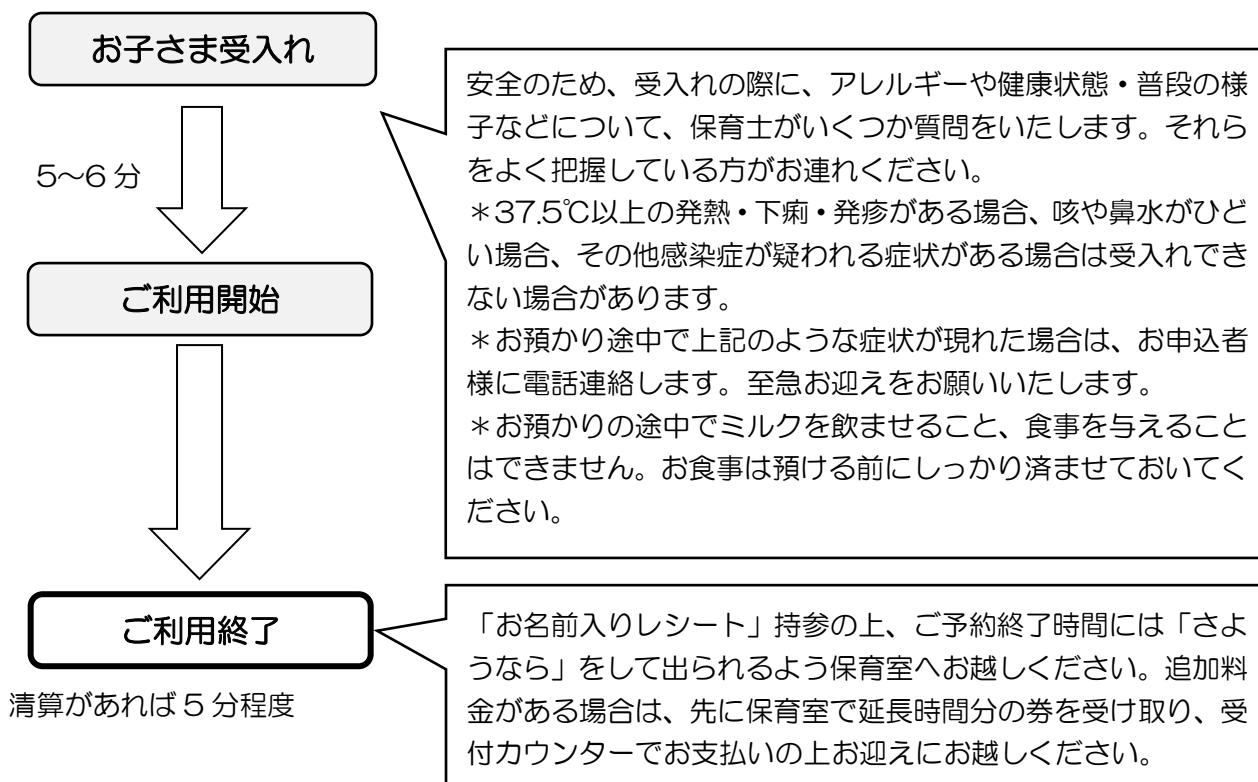 お子さま受入れ
安全のため、受入れの際に、アレルギーや健康状態・普段の様
子などについて、保育士がいくつか質問をいたします。それら
をよく把握している方がお連れください。
＊37.5℃以上の発熱・下痢・発疹がある場合、咳や鼻水がひど
い場合、その他感染症が疑われる症状がある場合は受入れでき
ない場合があります。
＊お預かり途中で上記のような症状が現れた場合は、お申込者
様に電話連絡します。至急お迎えをお願いいたします。
＊お預かりの途中でミルクを飲ませること、食事を与えること
はできません。お食事は預ける前にしっかり済ませておいてく
ださい。
5～6分
ご利用開始
ご利用終了
「お名前入りレシート」持参の上、ご予約終了時間には「さよ
うなら」をして出られるよう保育室へお越しください。追加料
金がある場合は、先に保育室で延長時間分の券を受け取り、受
付カウンターでお支払いの上お迎えにお越しください。
清算があれば5分程度